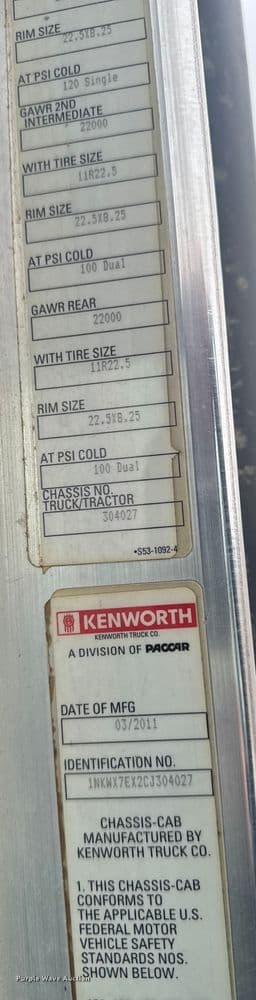 RIM SIZE
22.5X8.25
AT PSI COLD
120 Single
GAWR 2ND
INTERMEDIATE
22000
WITH TIRE SIZE
11R22.5
RIM SIZE
22.5X8.25
AT PSI COLD
100 Dual
GAWR REAR
22000
WITH TIRE SIZE
11R22.5
RIM SIZE
22.5X8.25
AT PSI COLD
100 Dual
CHASSIS NO.
TRUCK/TRACTOR
304027
•S53-1092-4
KENWORTH
KENWORTH TRUCK CO.
A DIVISION OF PACCAR
DATE OF MFG
03/2011
IDENTIFICATION NO.
1NKWX7EX2CJ304027
CHASSIS-CAB
MANUFACTURED BY
KENWORTH TRUCK CO.
1. THIS CHASSIS-CAB
CONFORMS TO
THE APPLICABLE U.S.
FEDERAL MOTOR
VEHICLE SAFETY
STANDARDS NOS.
SHOWN BELOW.
Purple Wave Auction